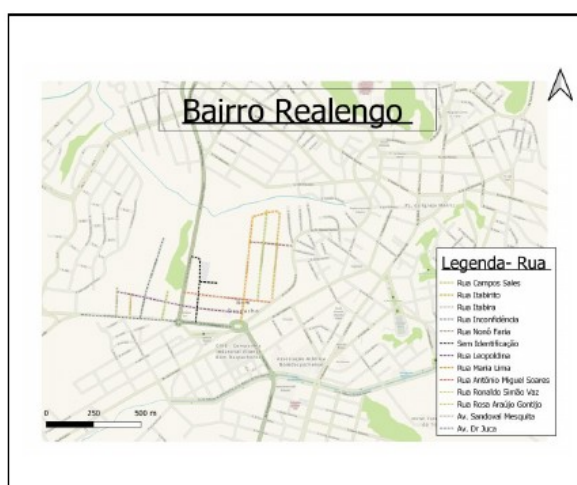 Bairro Realengo
Legenda- Rua
Rua Campos Sales
Rua Itabirito
Rua Itabira
Rua Inconfidência
Rua Nonô Faria
Sem Identificação
Rua Leopoldina
Rua Maria Lima
Rua Antônio Miguel Soares
Rua Ronaldo Simão Vaz
Rua Rosa Araújo Gontijo
Av. Sandoval Mesquita
Av. Dr Juca
0 250 500 m